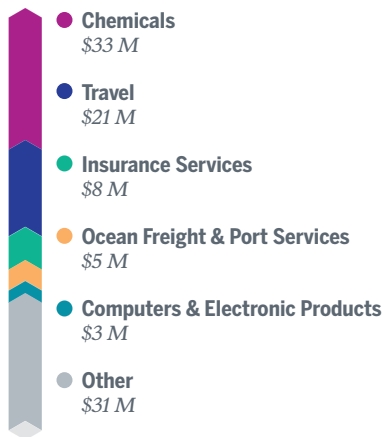 Chemicals
$33 M
Travel
$21 M
Insurance Services
$8 M
Ocean Freight & Port Services
$5 M
Computers & Electronic Products
$3 M
Other
$31 M